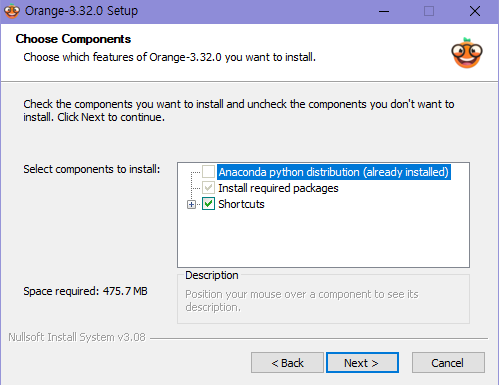 Orange-3.32.0 Setup
Choose Components
Choose which features of Orange-3.32.0 you want to install.
Check the components you want to install and uncheck the components you don't want to
install. Click Next to continue.
Select components to install:
Anaconda python distribution (already installed)
Install required packages
Shortcuts
Space required: 475.7 MB
Description
Position your mouse over a component to see its
description.
Nullsoft Install System v3.08
< Back
Next >
Cancel